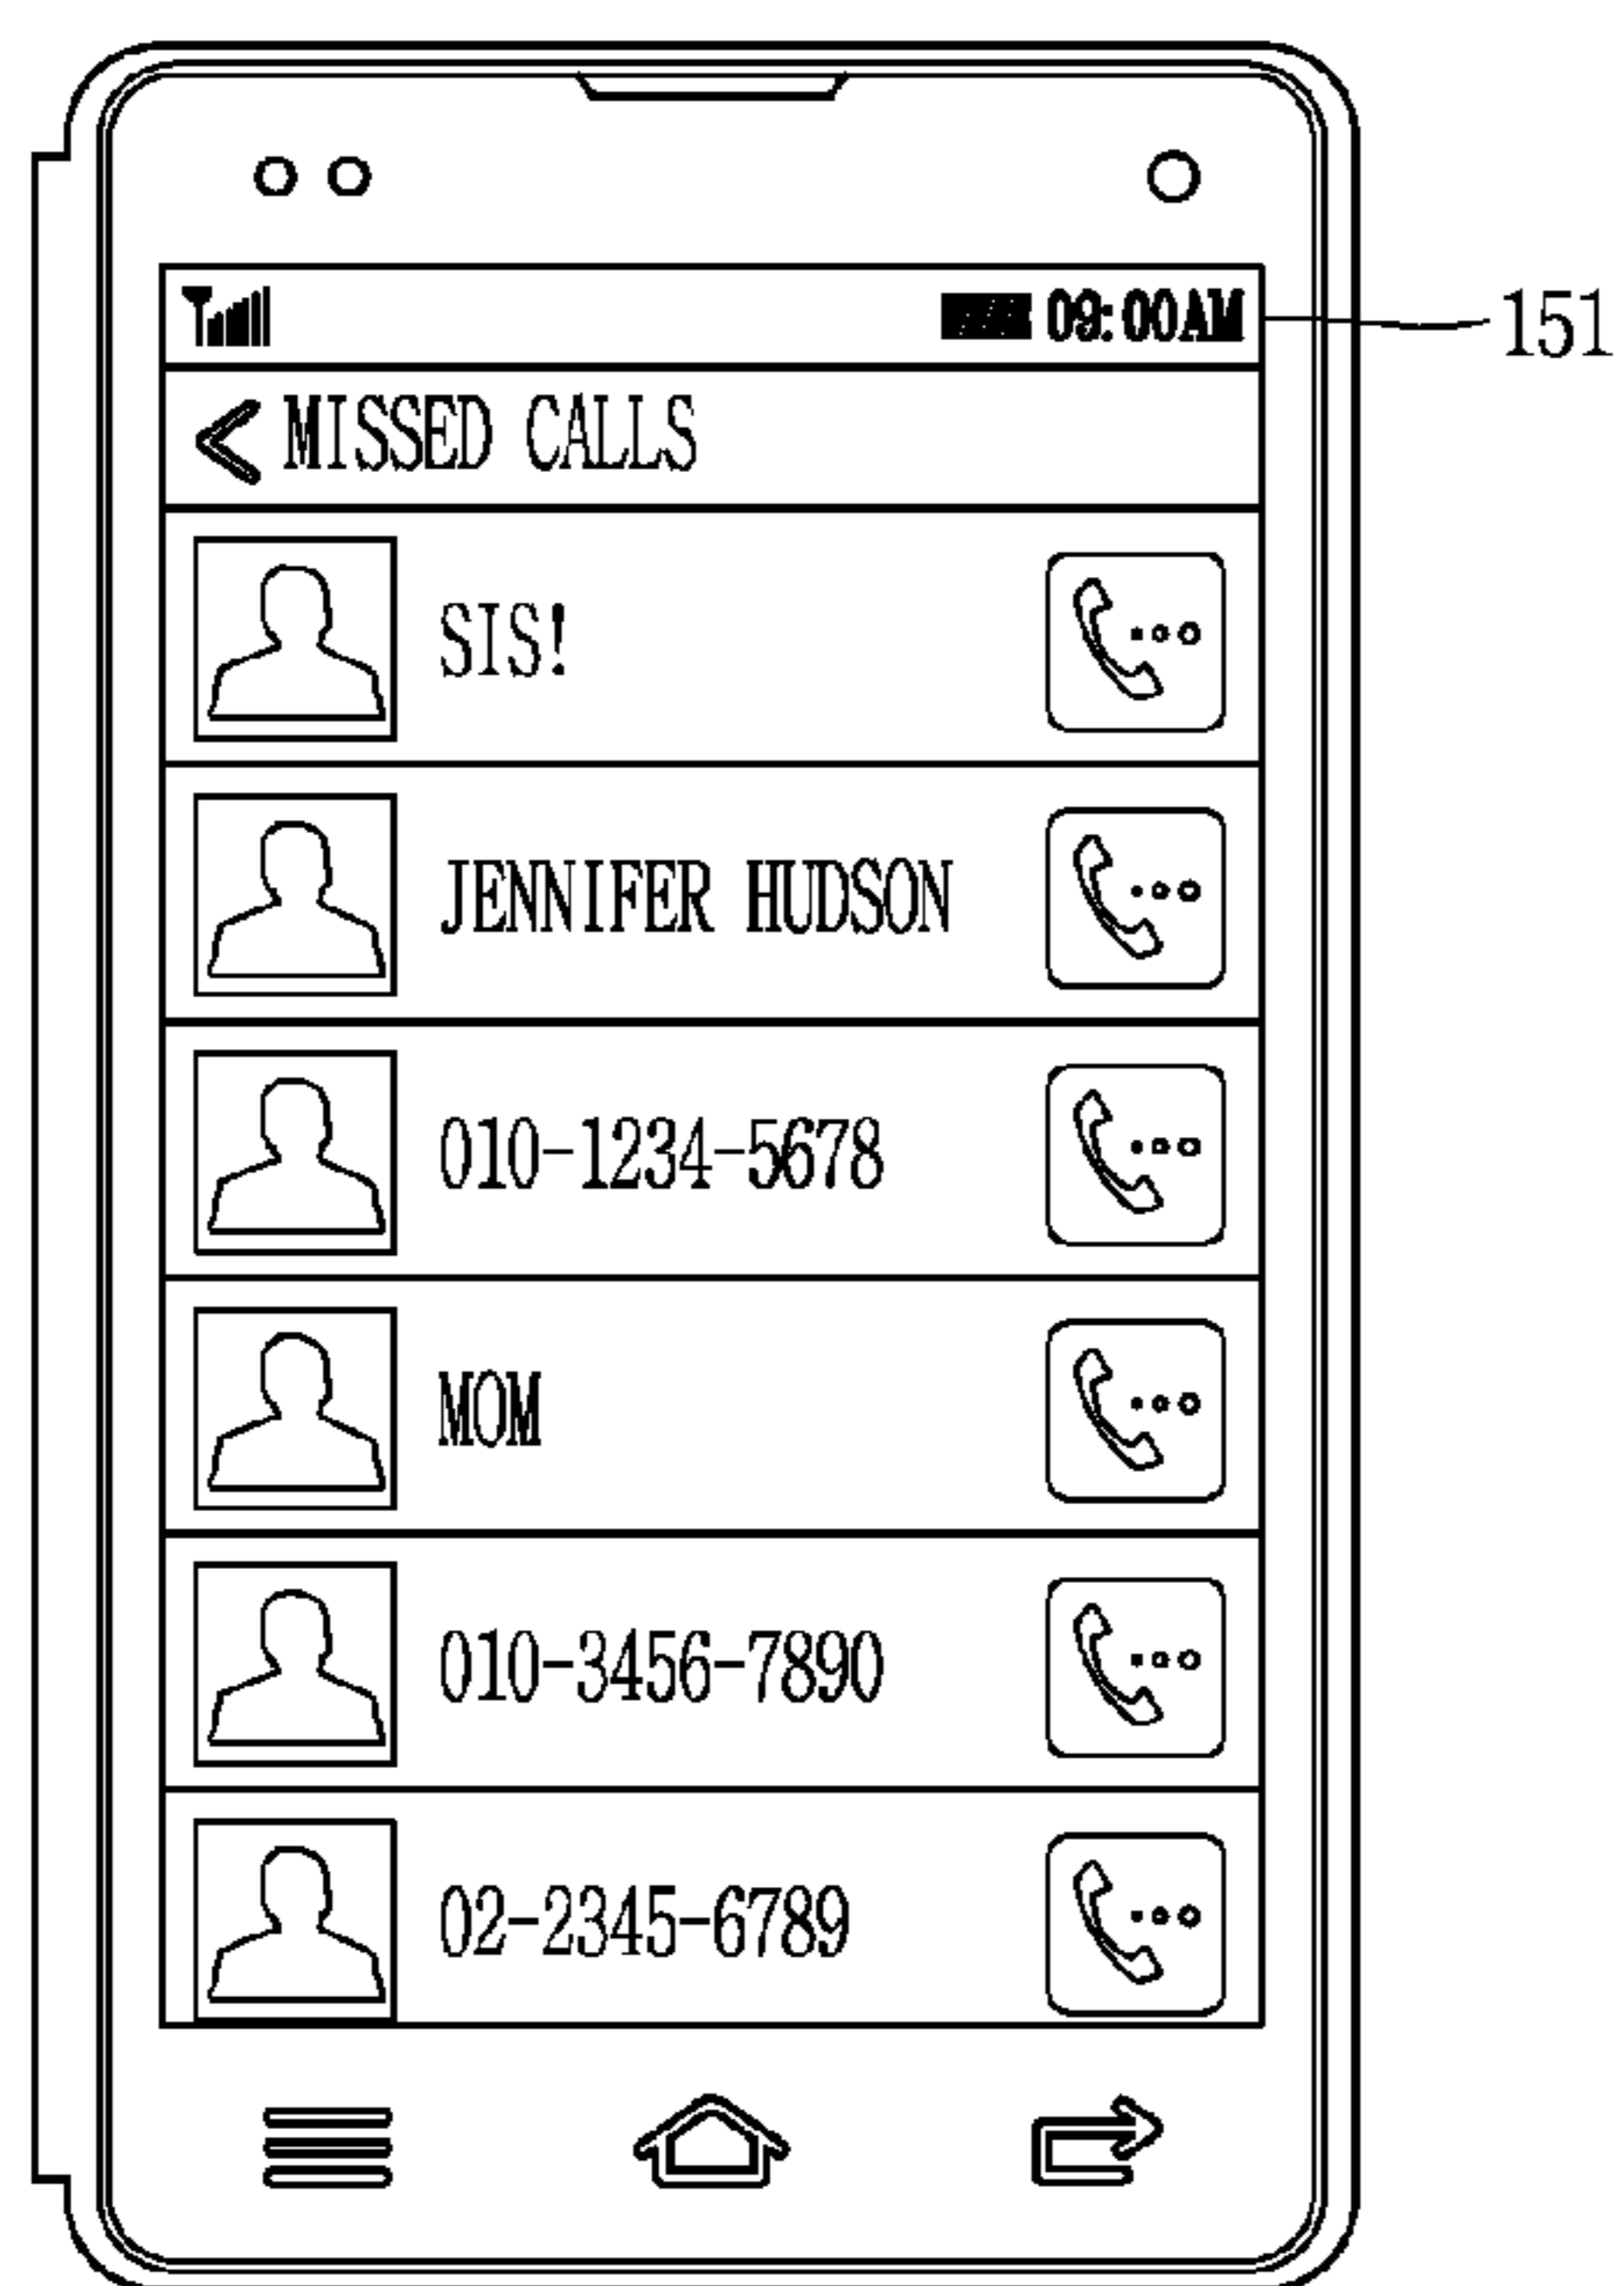 09:00AM
151
< MISSED CALLS
SIS!
JENNIFER HUDSON
010-1234-5678
MOM
010-3456-7890
02-2345-6789